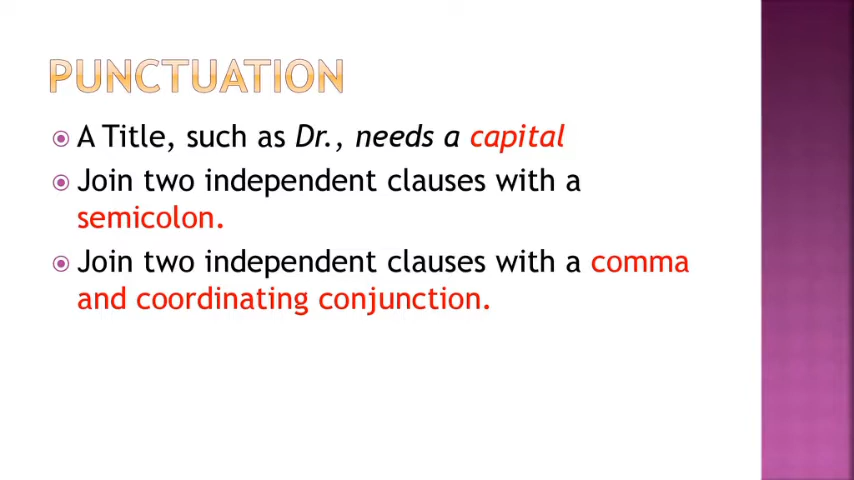 PUNCTUATION
A Title, such as Dr., needs a capital
Join two independent clauses with a
semicolon.
Join two independent clauses with a comma
and coordinating conjunction.